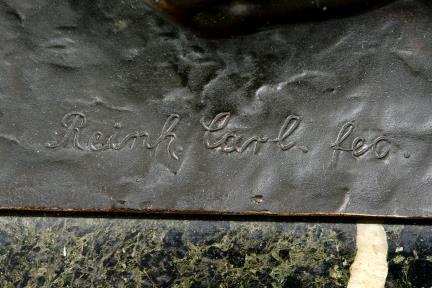 Reinh. Carl. fec.